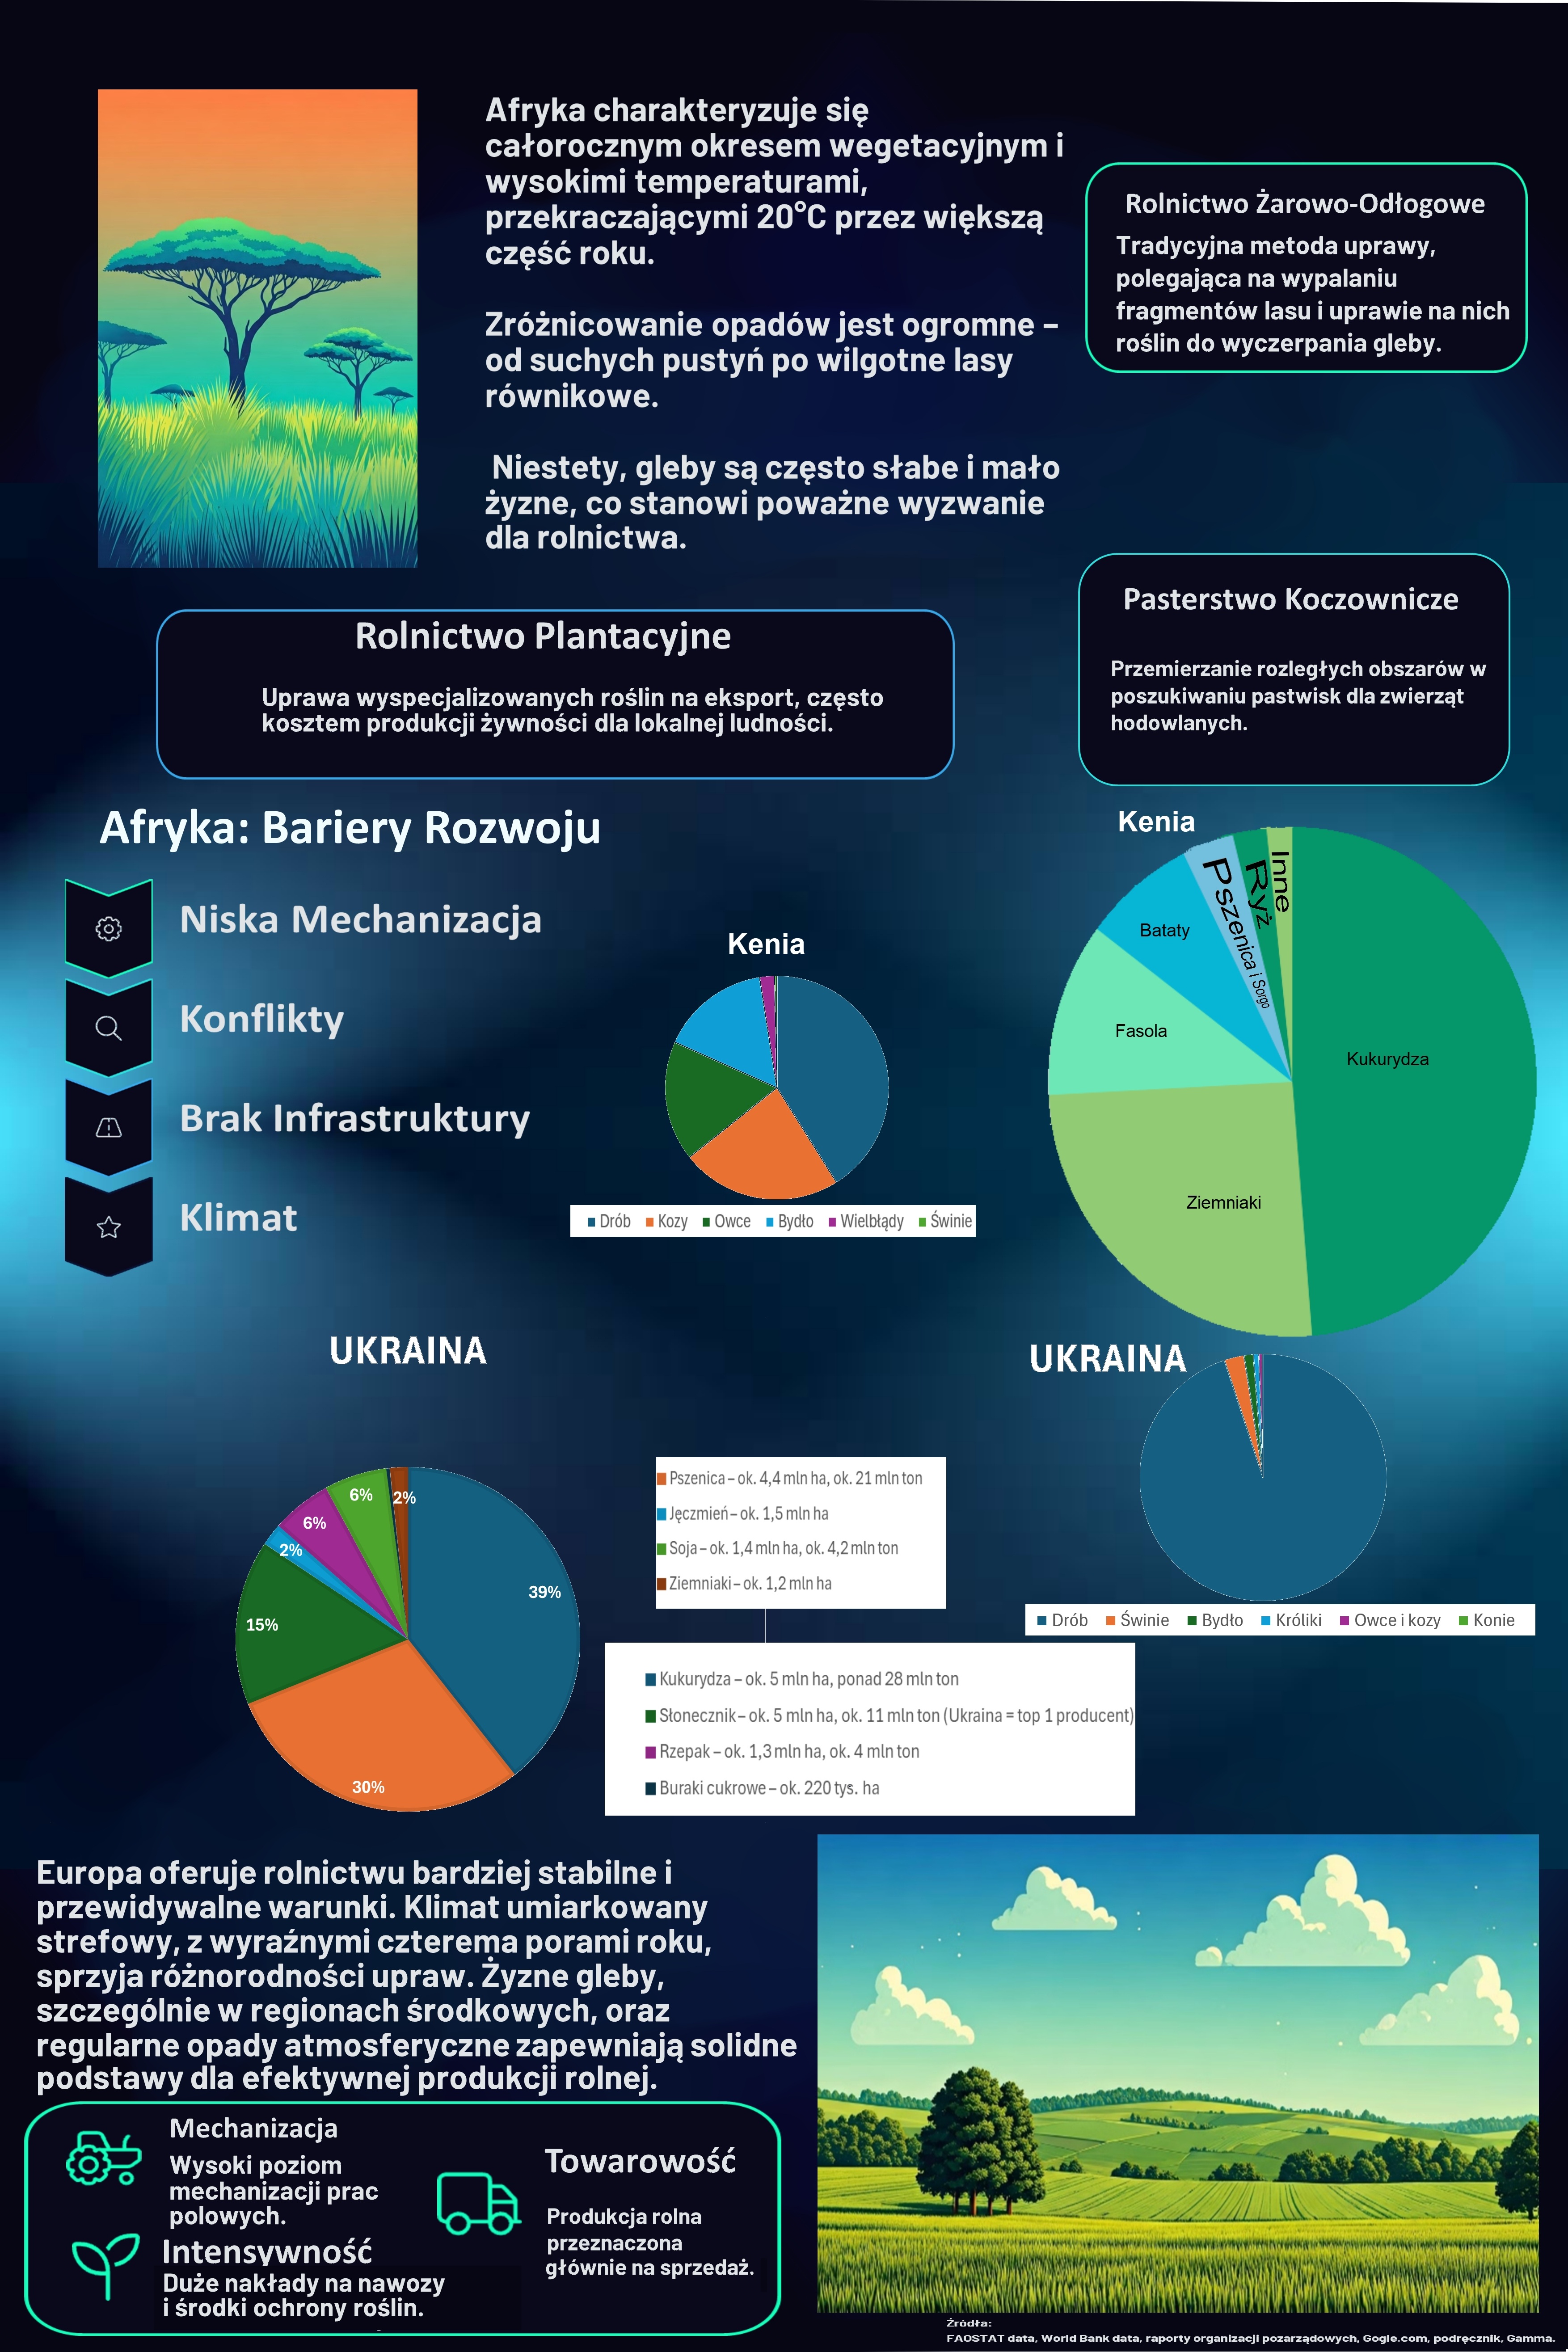 Afryka charakteryzuje się
całorocznym okresem wegetacyjnym i
wysokimi temperaturami,
przekraczającymi 20°C przez większą
część roku.
Zróżnicowanie opadów jest ogromne –
od suchych pustyń po wilgotne lasy
równikowe.
Niestety, gleby są często słabe i mało
żyzne, co stanowi poważne wyzwanie
dla rolnictwa.
Rolnictwo Żarowo-Odłogowe
Tradycyjna metoda uprawy,
polegająca na wypalaniu
fragmentów lasu i uprawie na nich
roślin do wyczerpania gleby.
Rolnictwo Plantacyjne
Uprawa wyspecjalizowanych roślin na eksport, często
kosztem produkcji żywności dla lokalnej ludności.
Pasterstwo Koczownicze
Przemierzanie rozległych obszarów w
poszukiwaniu pastwisk dla zwierząt
hodowlanych.
Afryka: Bariery Rozwoju
Niska Mechanizacja
Konflikty
Brak Infrastruktury
Klimat
Kenia
Drób Kozy Owce Bydło Wielbłądy Świnie
Kenia
Inne
Ryż
Pszenica i Sorgo
Bataty
Fasola
Kukurydza
Ziemniaki
UKRAINA
6%
2%
6%
2%
39%
15%
30%
Pszenica – ok. 4,4 mln ha, ok. 21 mln ton
Jęczmień – ok. 1,5 mln ha
Soja – ok. 1,4 mln ha, ok. 4,2 mln ton
Ziemniaki – ok. 1,2 mln ha
Kukurydza – ok. 5 mln ha, ponad 28 mln ton
Słonecznik – ok. 5 mln ha, ok. 11 mln ton (Ukraina = top 1 producent)
Rzepak – ok. 1,3 mln ha, ok. 4 mln ton
Buraki cukrowe – ok. 220 tys. ha
UKRAINA
Drób Świnie Bydło Króliki Owce i kozy Konie
Europa oferuje rolnictwu bardziej stabilne i
przewidywalne warunki. Klimat umiarkowany
strefowy, z wyraźnymi czterema porami roku,
sprzyja różnorodności upraw. Żyzne gleby,
szczególnie w regionach środkowych, oraz
regularne opady atmosferyczne zapewniają solidne
podstawy dla efektywnej produkcji rolnej.
Mechanizacja
Wysoki poziom
mechanizacji prac
polowych.
Intensywność
Duże nakłady na nawozy
i środki ochrony roślin.
Towarowość
Produkcja rolna
przeznaczona
głównie na sprzedaż.
Źródła:
FAOSTAT data, World Bank data, raporty organizacji pozarządowych, Gogle.com, podręcznik, Gamma.